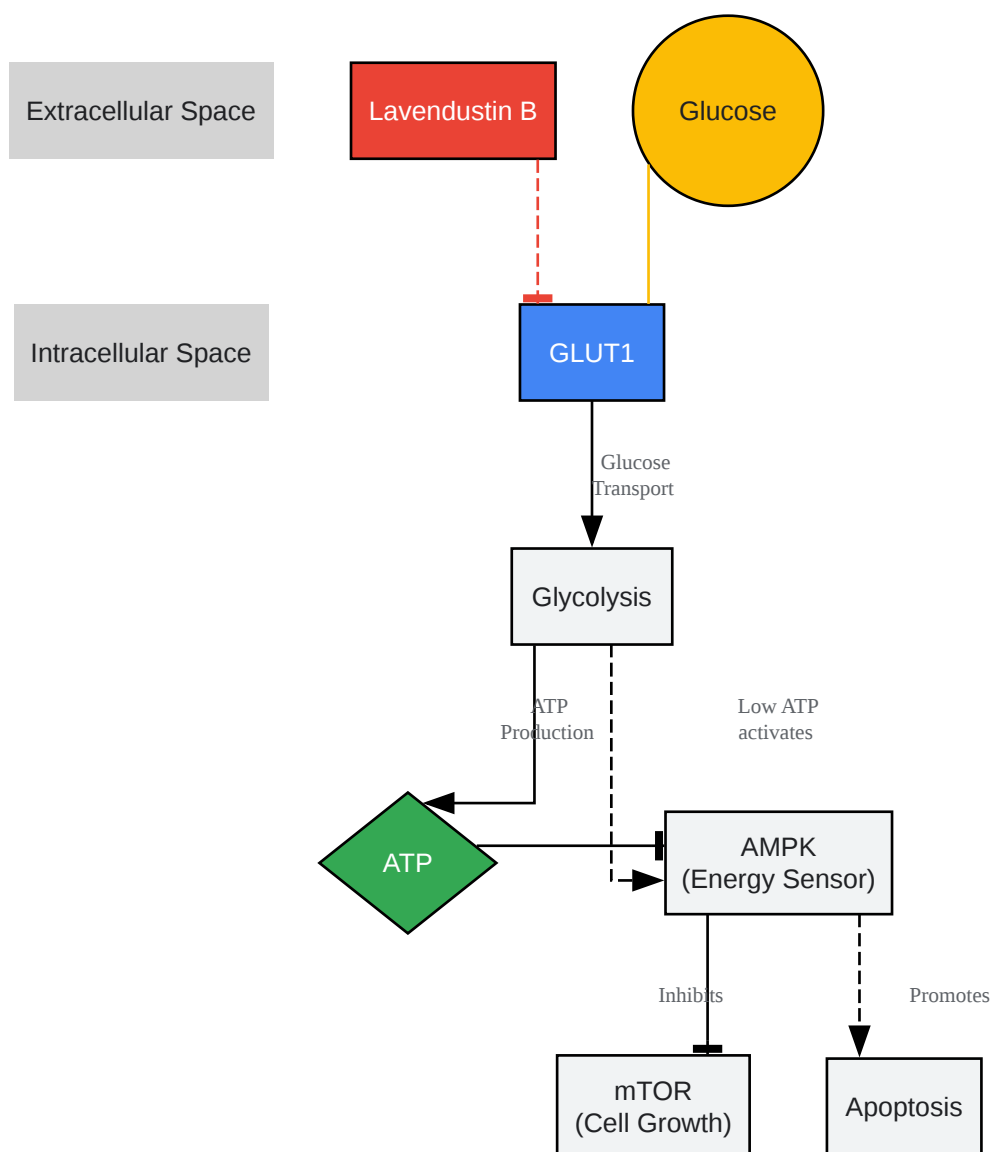 Extracellular Space
Lavendustin B
Glucose
Intracellular Space
GLUT1
Glucose
Transport
Glycolysis
ATP
Production
Low ATP
activates
ATP
AMPK
(Energy Sensor)
Inhibits
Promotes
mTOR
(Cell Growth)
Apoptosis